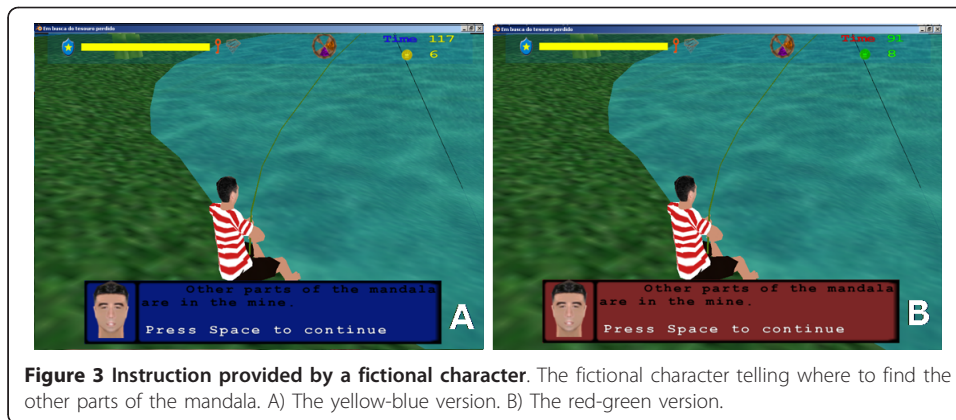 Em busca do tesouro perdido
Time 117
6
Other parts of the mandala
are in the mine.
Press Space to continue
A
Em busca do tesouro perdido
Time 91
8
Other parts of the mandala
are in the mine.
Press Space to continue
B
Figure 3 Instruction provided by a fictional character. The fictional character telling where to find the
other parts of the mandala. A) The yellow-blue version. B) The red-green version.